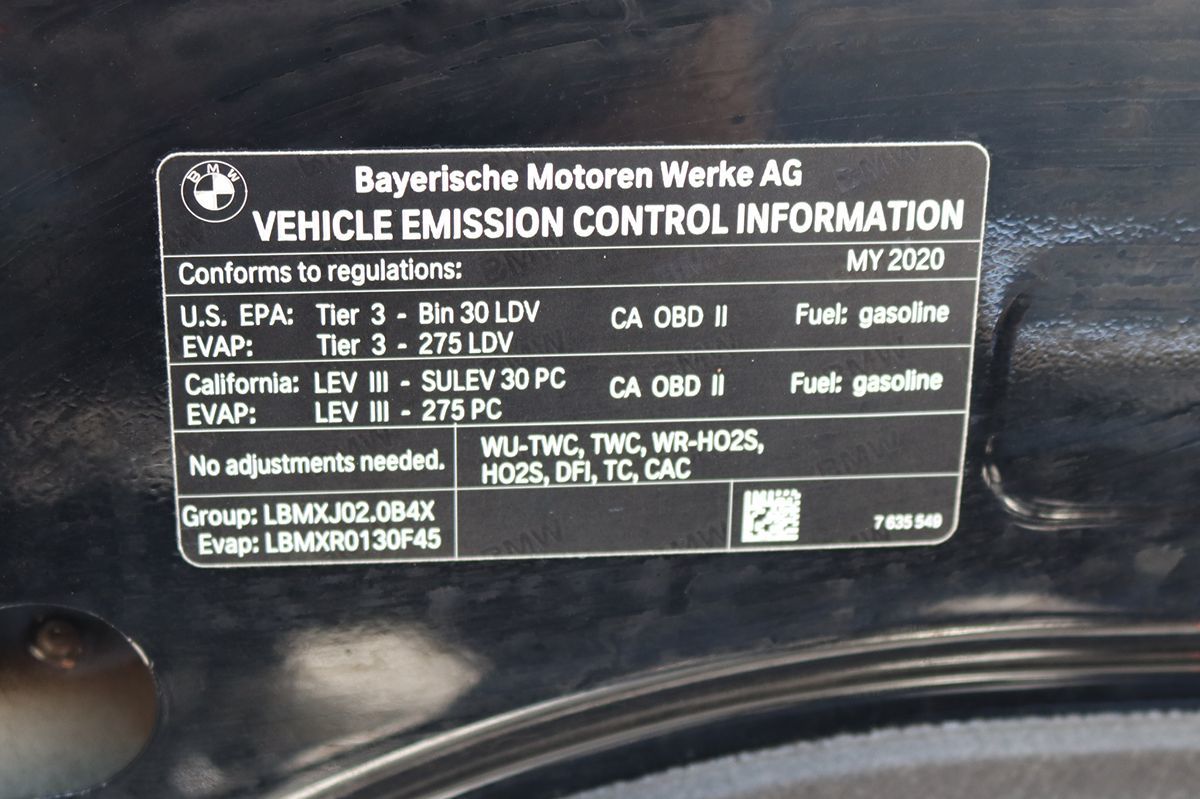 BMW
Bayerische Motoren Werke AG
VEHICLE EMISSION CONTROL INFORMATION
Conforms to regulations: MY 2020
U.S. EPA: Tier 3 - Bin 30 LDV CA OBD II Fuel: gasoline
EVAP: Tier 3 - 275 LDV
California: LEV III - SULEV 30 PC CA OBD II Fuel: gasoline
EVAP: LEV III - 275 PC
No adjustments needed.
WU-TWC, TWC, WR-HO2S,
HO2S, DFI, TC, CAC
Group: LBMXJ02.0B4X
Evap: LBMXR0130F45
7 635 549